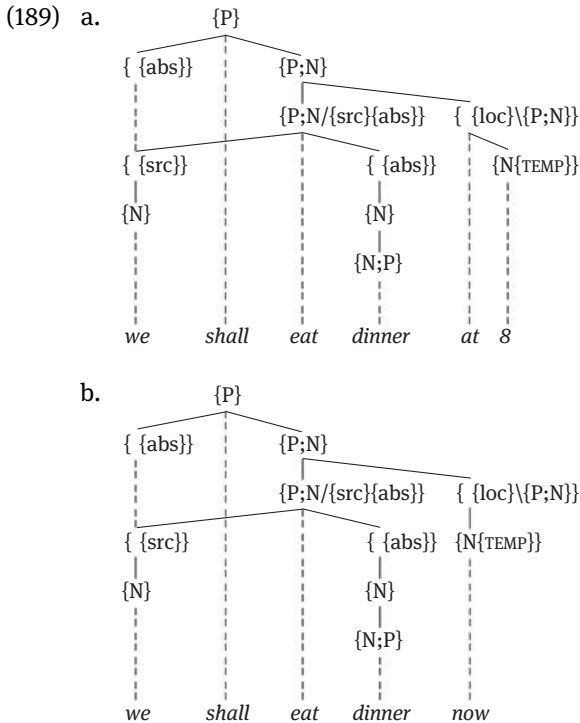 (189) a. {P}
{ {abs}} {P;N}
{P;N/{src}{abs}} { {loc}\{P;N}}
{ {src}} { {abs}} {N{TEMP}}
{N} {N}
{N;P}
we shall eat dinner at 8
b. {P}
{ {abs}} {P;N}
{P;N/{src}{abs}} { {loc}\{P;N}}
{ {src}} { {abs}} {N{TEMP}}
{N} {N}
{N;P}
we shall eat dinner now